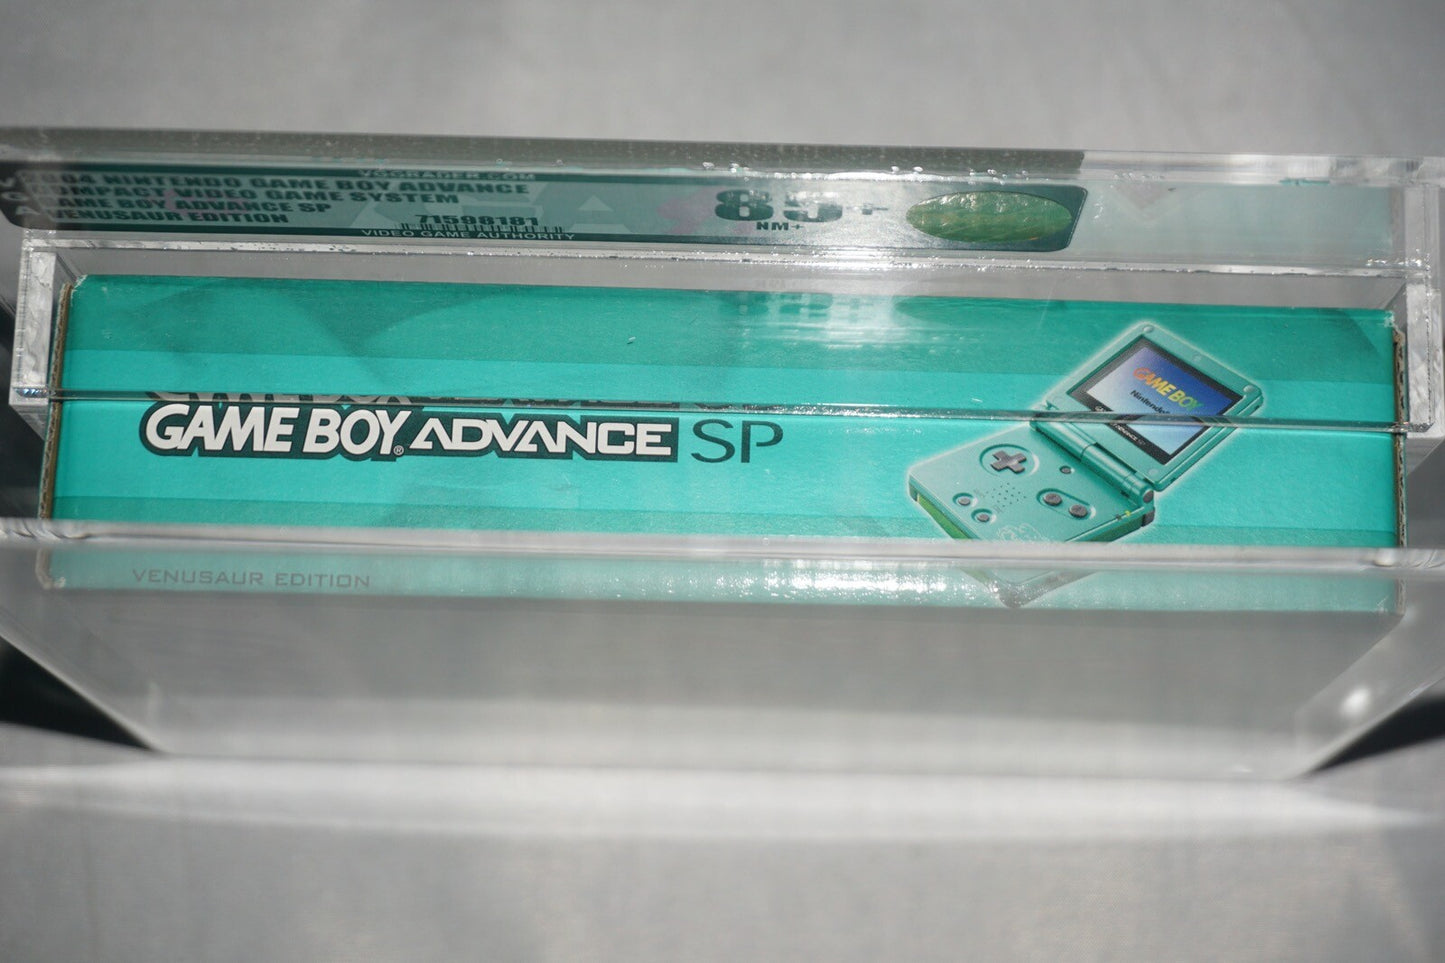 VGGRADER.COM
NINTENDO GAME BOY ADVANCE
COMPACT VIDEO GAME SYSTEM
GAME BOY ADVANCE SP
VENUSAUR EDITION
71598181
VIDEO GAME AUTHORITY
85+
NM+
GAME BOY® ADVANCE SP
GAME BOY
Nintendo
VENUSAUR EDITION